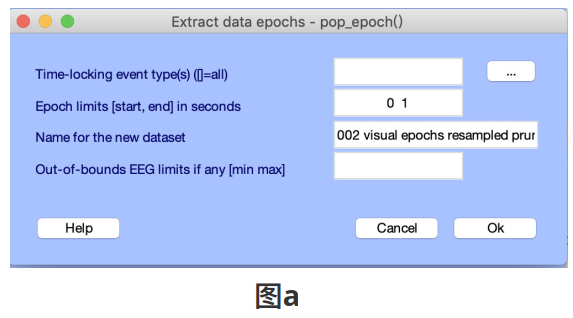 Extract data epochs - pop_epoch()
Time-locking event type(s) ([]=all)
...
Epoch limits [start, end] in seconds
0 1
Name for the new dataset
002 visual epochs resampled prur
Out-of-bounds EEG limits if any [min max]
Help
Cancel
Ok
图a